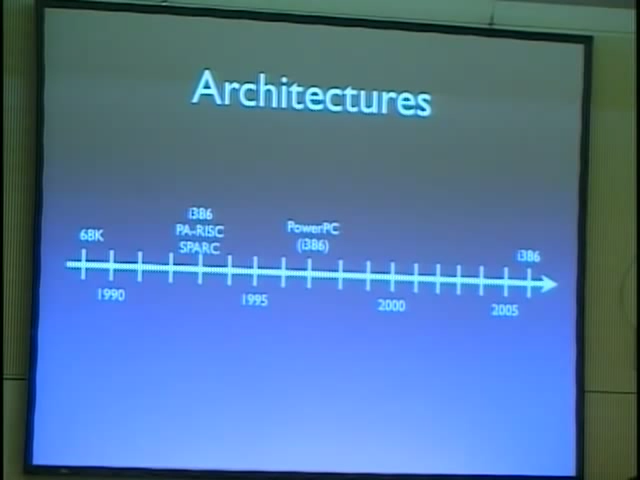 Architectures
68K
i386
PA-RISC
SPARC
PowerPC
(i386)
i386
1990
1995
2000
2005